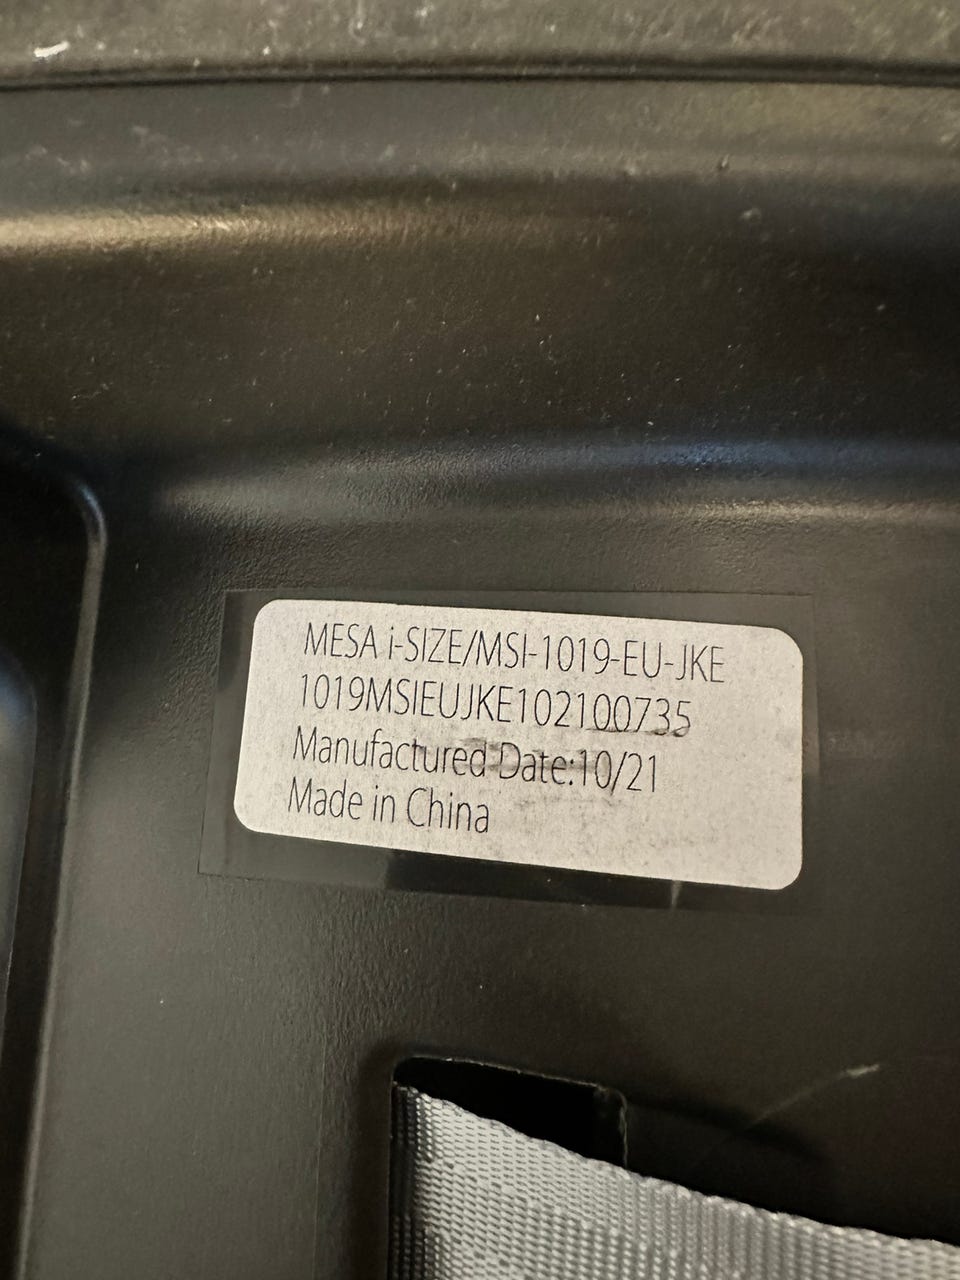 MESA i-SIZE/MSI-1019-EU-JKE
1019MSIEUJKE102100735
Manufactured Date:10/21
Made in China